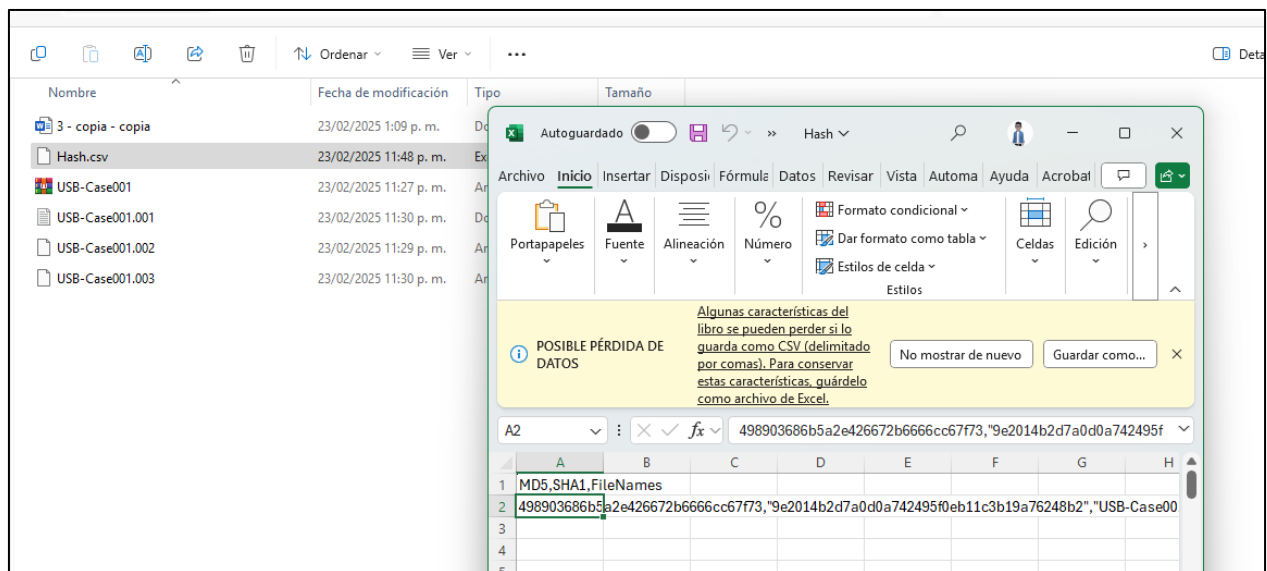 Ordenar
Ver
Deta
Nombre
Fecha de modificación
Tipo
Tamaño
3 - copia - copia
23/02/2025 1:09 p. m.
Hash.csv
23/02/2025 11:48 p. m.
Ex
USB-Case001
23/02/2025 11:27 p. m.
Ar
USB-Case001.001
23/02/2025 11:30 p. m.
USB-Case001.002
23/02/2025 11:29 p. m.
Ar
USB-Case001.003
23/02/2025 11:30 p. m.
Ar
Autoguardado
Hash
Archivo Inicio Insertar Disposi Fórmula Datos Revisar Vista Automa Ayuda Acrobat
Portapapeles
Fuente
Alineación
Número
Formato condicional
Dar formato como tabla
Estilos de celda
Estilos
Celdas
Edición
POSIBLE PÉRDIDA DE
DATOS
Algunas características del
libro se pueden perder si lo
guarda como CSV (delimitado
por comas). Para conservar
estas características, guárdelo
como archivo de Excel.
No mostrar de nuevo
Guardar como...
A2
fx
498903686b5a2e426672b6666cc67f73,"9e2014b2d7a0d0a742495f
A B C D E F G H
1 MD5,SHA1,FileNames
2 498903686b5a2e426672b6666cc67f73,"9e2014b2d7a0d0a742495f0eb11c3b19a76248b2","USB-Case00
3
4